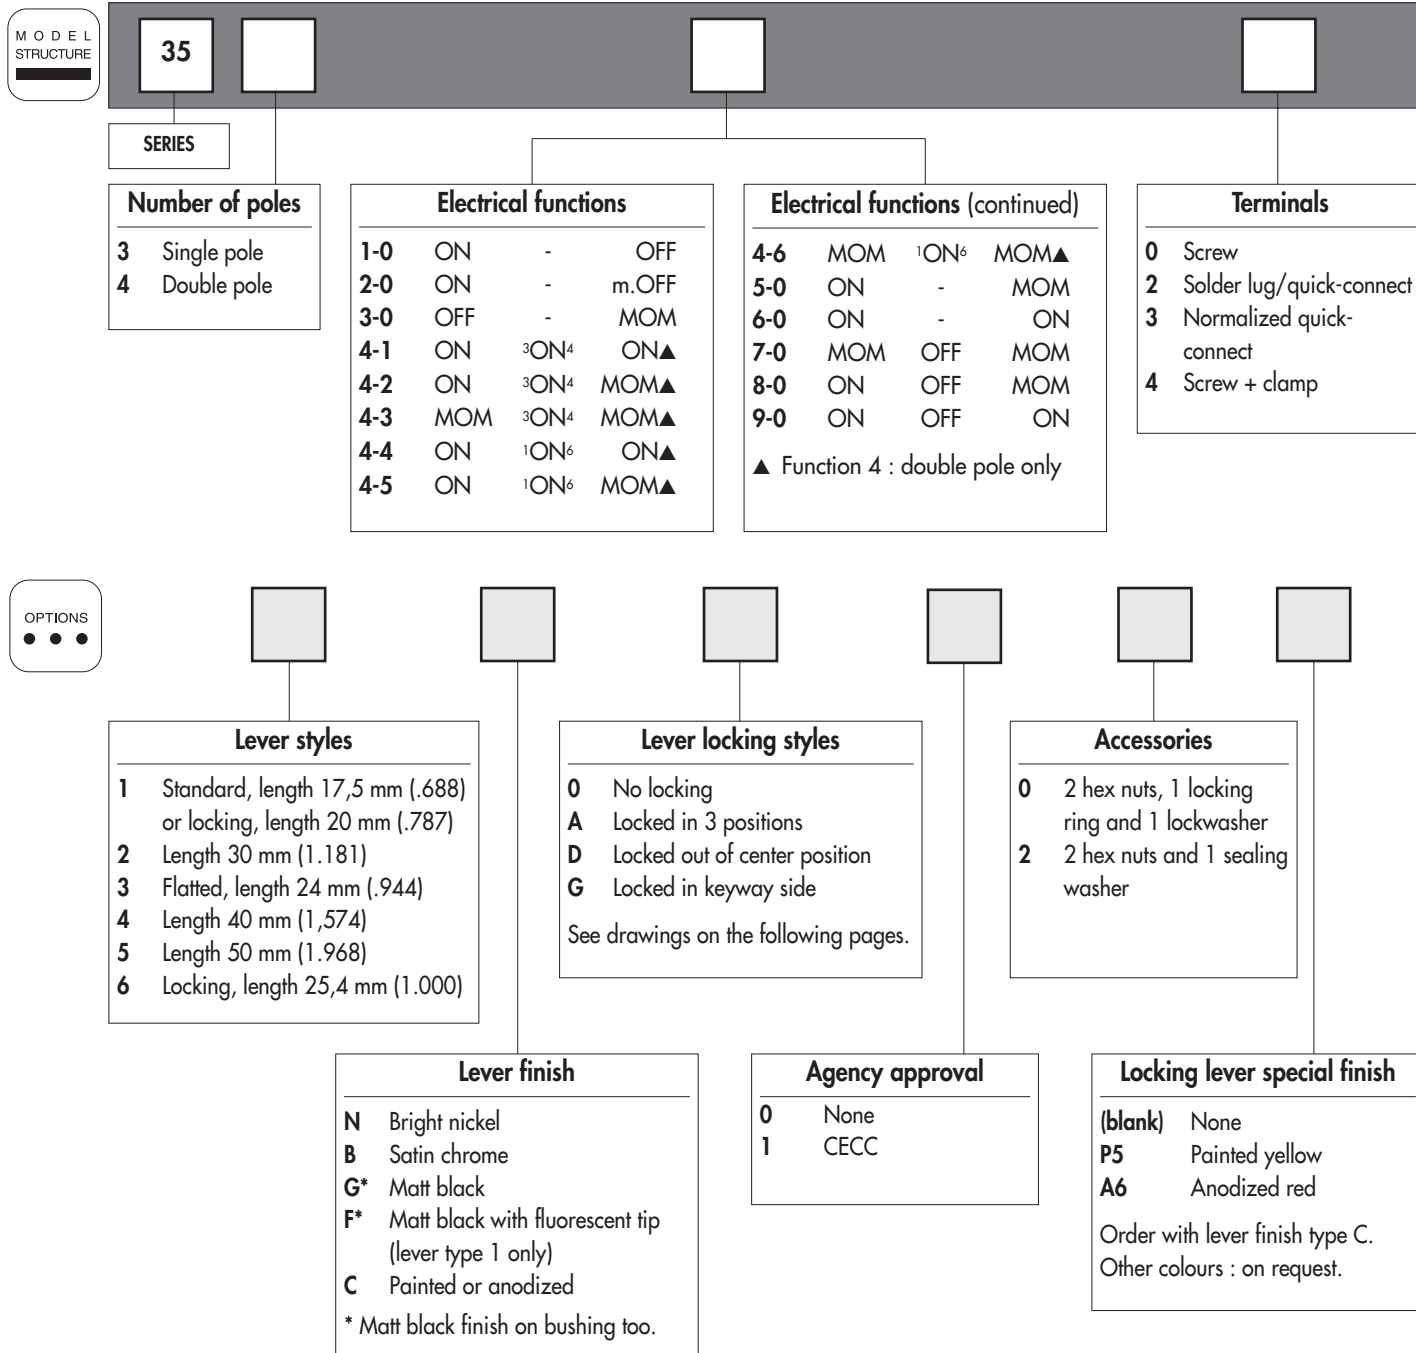 MODEL
STRUCTURE
35
SERIES
Number of poles
3 Single pole
4 Double pole
Electrical functions
1-0 ON - OFF
2-0 ON - m.OFF
3-0 OFF - MOM
4-1 ON ³ON⁴ ON▲
4-2 ON ³ON⁴ MOM▲
4-3 MOM ³ON⁴ MOM▲
4-4 ON ¹ON⁶ ON▲
4-5 ON ¹ON⁶ MOM▲
Electrical functions (continued)
4-6 MOM ¹ON⁶ MOM▲
5-0 ON - MOM
6-0 ON - ON
7-0 MOM OFF MOM
8-0 ON OFF MOM
9-0 ON OFF ON
▲ Function 4 : double pole only
Terminals
0 Screw
2 Solder lug/quick-connect
3 Normalized quick-
connect
4 Screw + clamp
OPTIONS
Lever styles
1 Standard, length 17,5 mm (.688)
or locking, length 20 mm (.787)
2 Length 30 mm (1.181)
3 Flatted, length 24 mm (.944)
4 Length 40 mm (1,574)
5 Length 50 mm (1.968)
6 Locking, length 25,4 mm (1.000)
Lever locking styles
0 No locking
A Locked in 3 positions
D Locked out of center position
G Locked in keyway side
See drawings on the following pages.
Accessories
0 2 hex nuts, 1 locking
ring and 1 lockwasher
2 2 hex nuts and 1 sealing
washer
Lever finish
N Bright nickel
B Satin chrome
G* Matt black
F* Matt black with fluorescent tip
(lever type 1 only)
C Painted or anodized
* Matt black finish on bushing too.
Agency approval
0 None
1 CECC
Locking lever special finish
(blank) None
P5 Painted yellow
A6 Anodized red
Order with lever finish type C.
Other colours : on request.